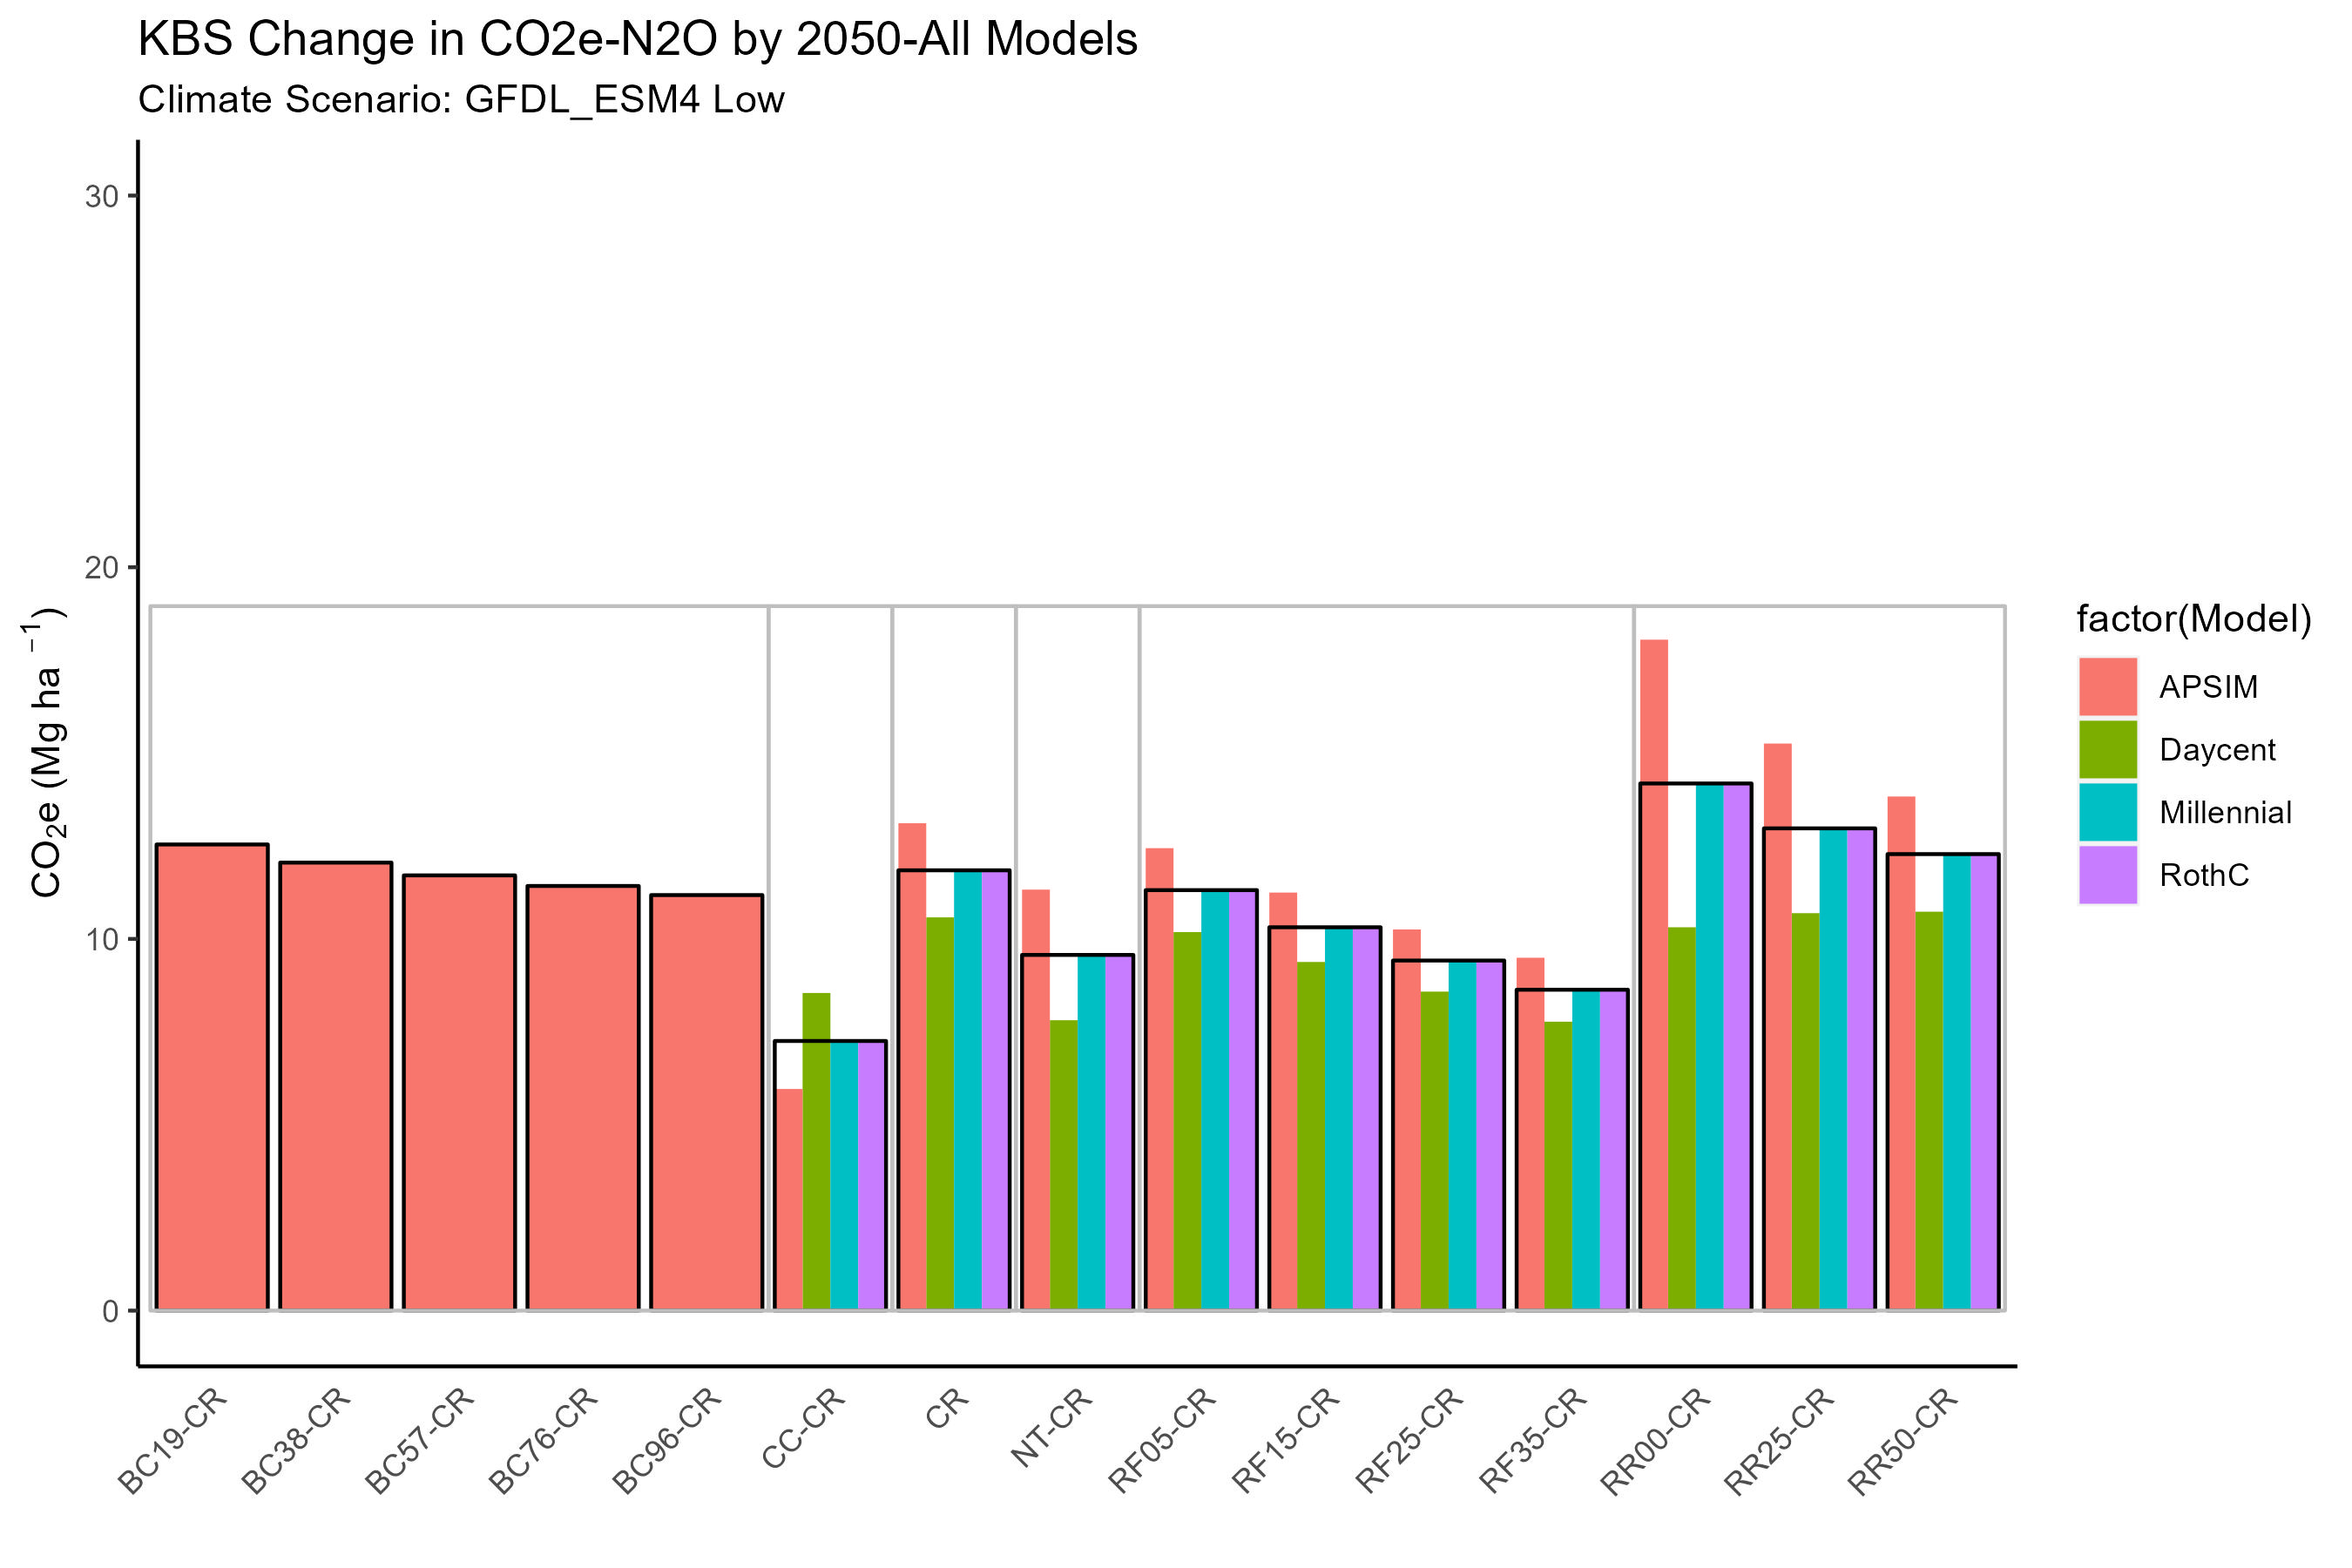 KBS Change in CO2e-N2O by 2050-All Models
Climate Scenario: GFDL_ESM4 Low
CO₂e (Mg ha ⁻¹)
30
20
10
0
BC19-CR
BC38-CR
BC57-CR
BC76-CR
BC96-CR
CC-CR
CR
NT-CR
RF05-CR
RF15-CR
RF25-CR
RF35-CR
RR00-CR
RR25-CR
RR50-CR
factor(Model)
APSIM
Daycent
Millennial
RothC